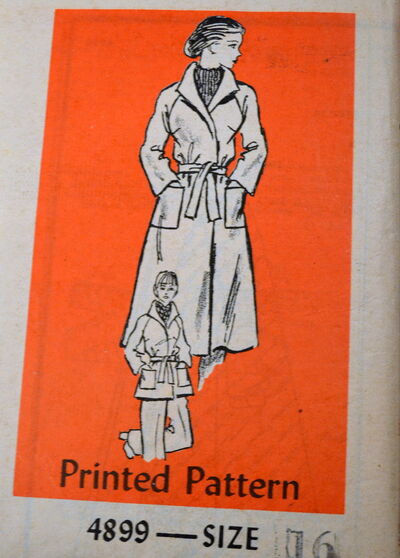 Printed Pattern
4899 — SIZE 16